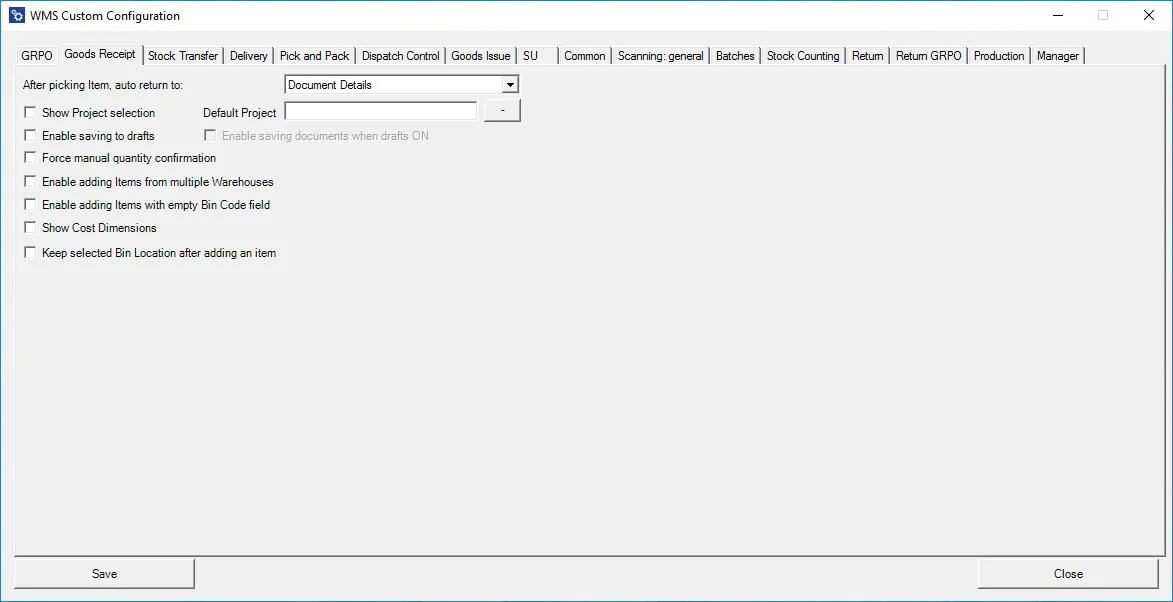 WMS Custom Configuration
GRPO Goods Receipt Stock Transfer Delivery Pick and Pack Dispatch Control Goods Issue SU Common Scanning: general Batches Stock Counting Return Return GRPO Production Manager
After picking Item, auto return to: Document Details
Show Project selection Default Project -
Enable saving to drafts Enable saving documents when drafts ON
Force manual quantity confirmation
Enable adding Items from multiple Warehouses
Enable adding Items with empty Bin Code field
Show Cost Dimensions
Keep selected Bin Location after adding an item
Save Close